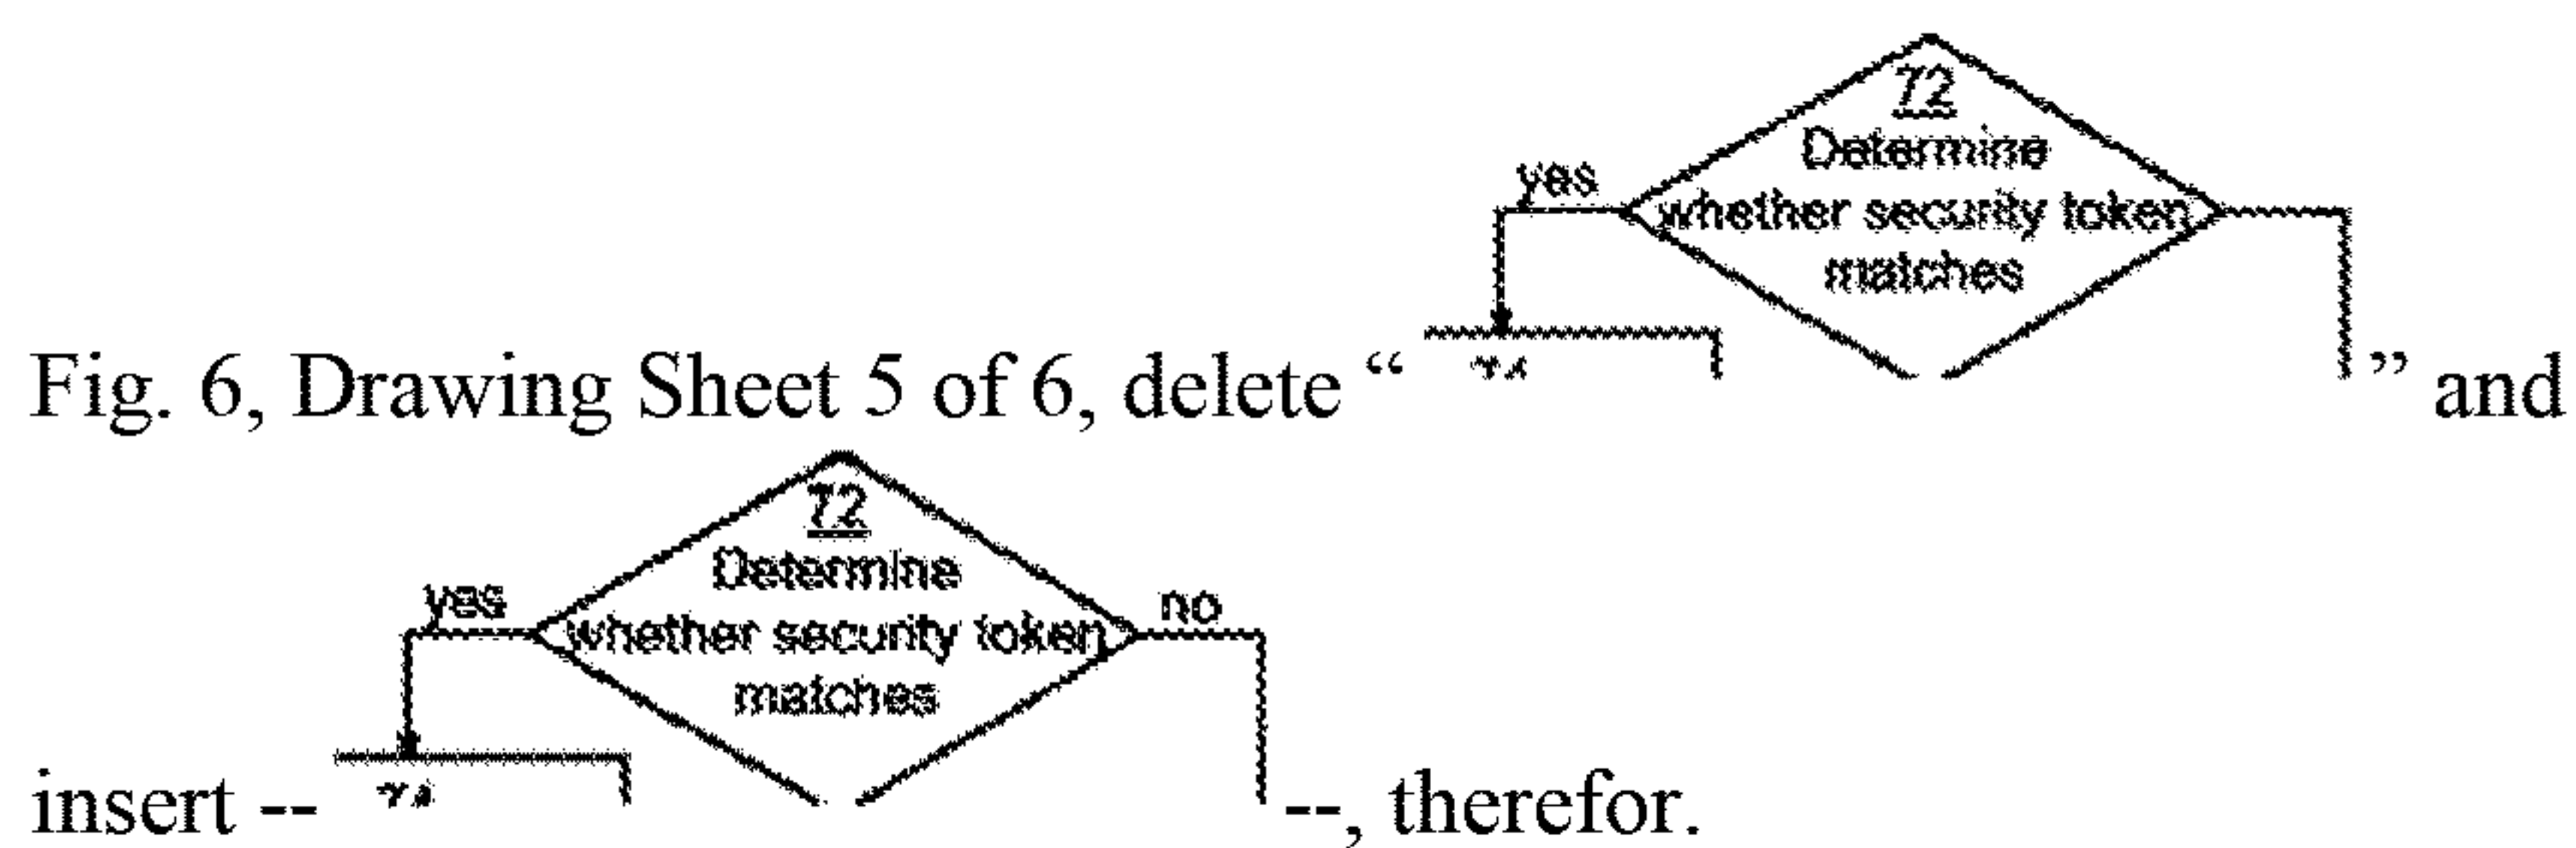 72
Determine
yes
whether security token
matches
Fig. 6, Drawing Sheet 5 of 6, delete “ ” and
72
Determine
yes
no
whether security token
matches
insert -- --, therefor.